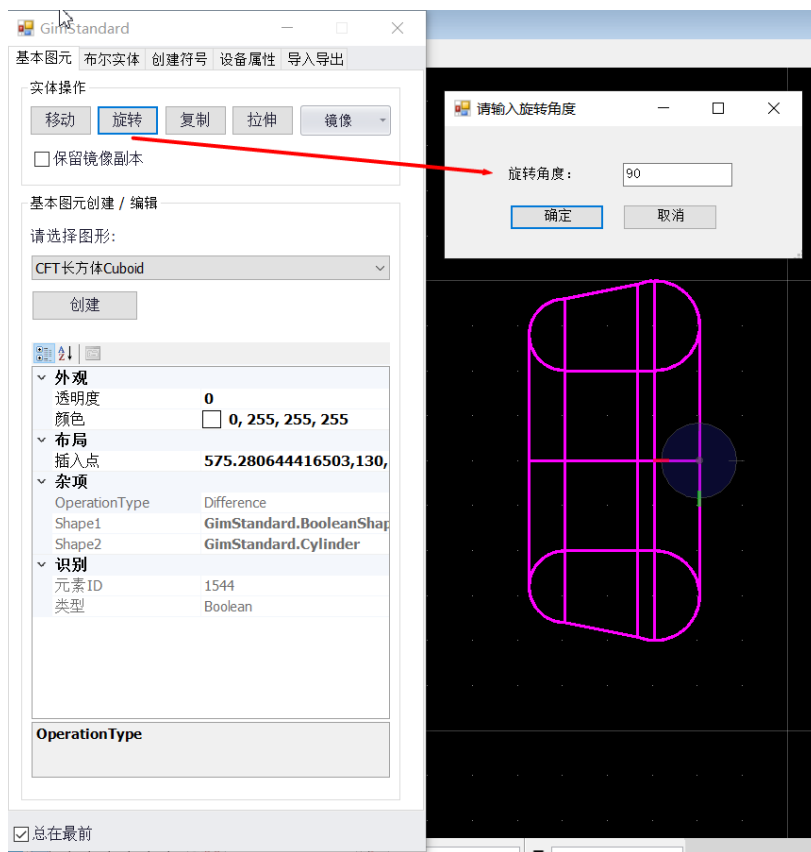 GimStandard
基本图元 布尔实体 创建符号 设备属性 导入导出
实体操作
移动 旋转 复制 拉伸 镜像
保留镜像副本
基本图元创建 / 编辑
请选择图形:
CFT长方体Cuboid
创建
外观
透明度 0
颜色 0, 255, 255, 255
布局
插入点 575.280644416503,130,
杂项
OperationType Difference
Shape1 GimStandard.BooleanShap
Shape2 GimStandard.Cylinder
识别
元素ID 1544
类型 Boolean
OperationType
总在最前
请输入旋转角度
旋转角度: 90
确定 取消